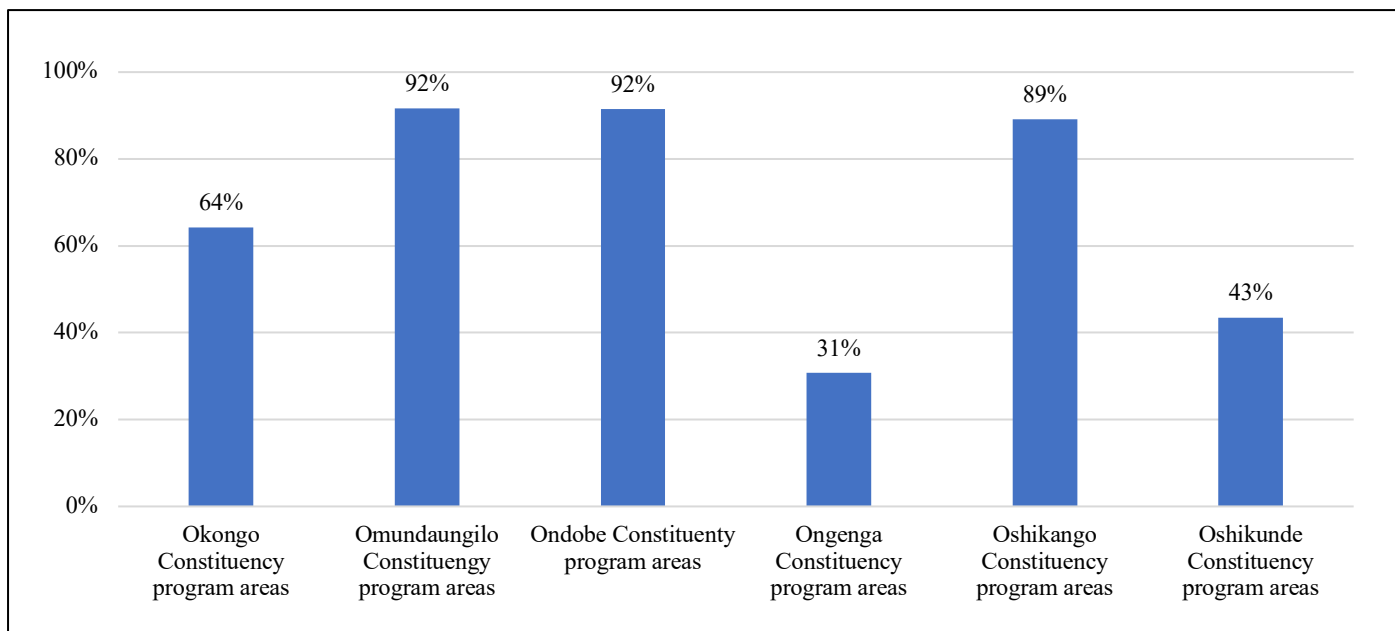 100%
80%
60%
40%
20%
0%
64%
92%
92%
31%
89%
43%
Okongo
Constituency
program areas
Omundaungilo
Constituengy
program areas
Ondobe Constituenty
program areas
Ongenga
Constituency
program areas
Oshikango
Constituency
program areas
Oshikunde
Constituency
program areas